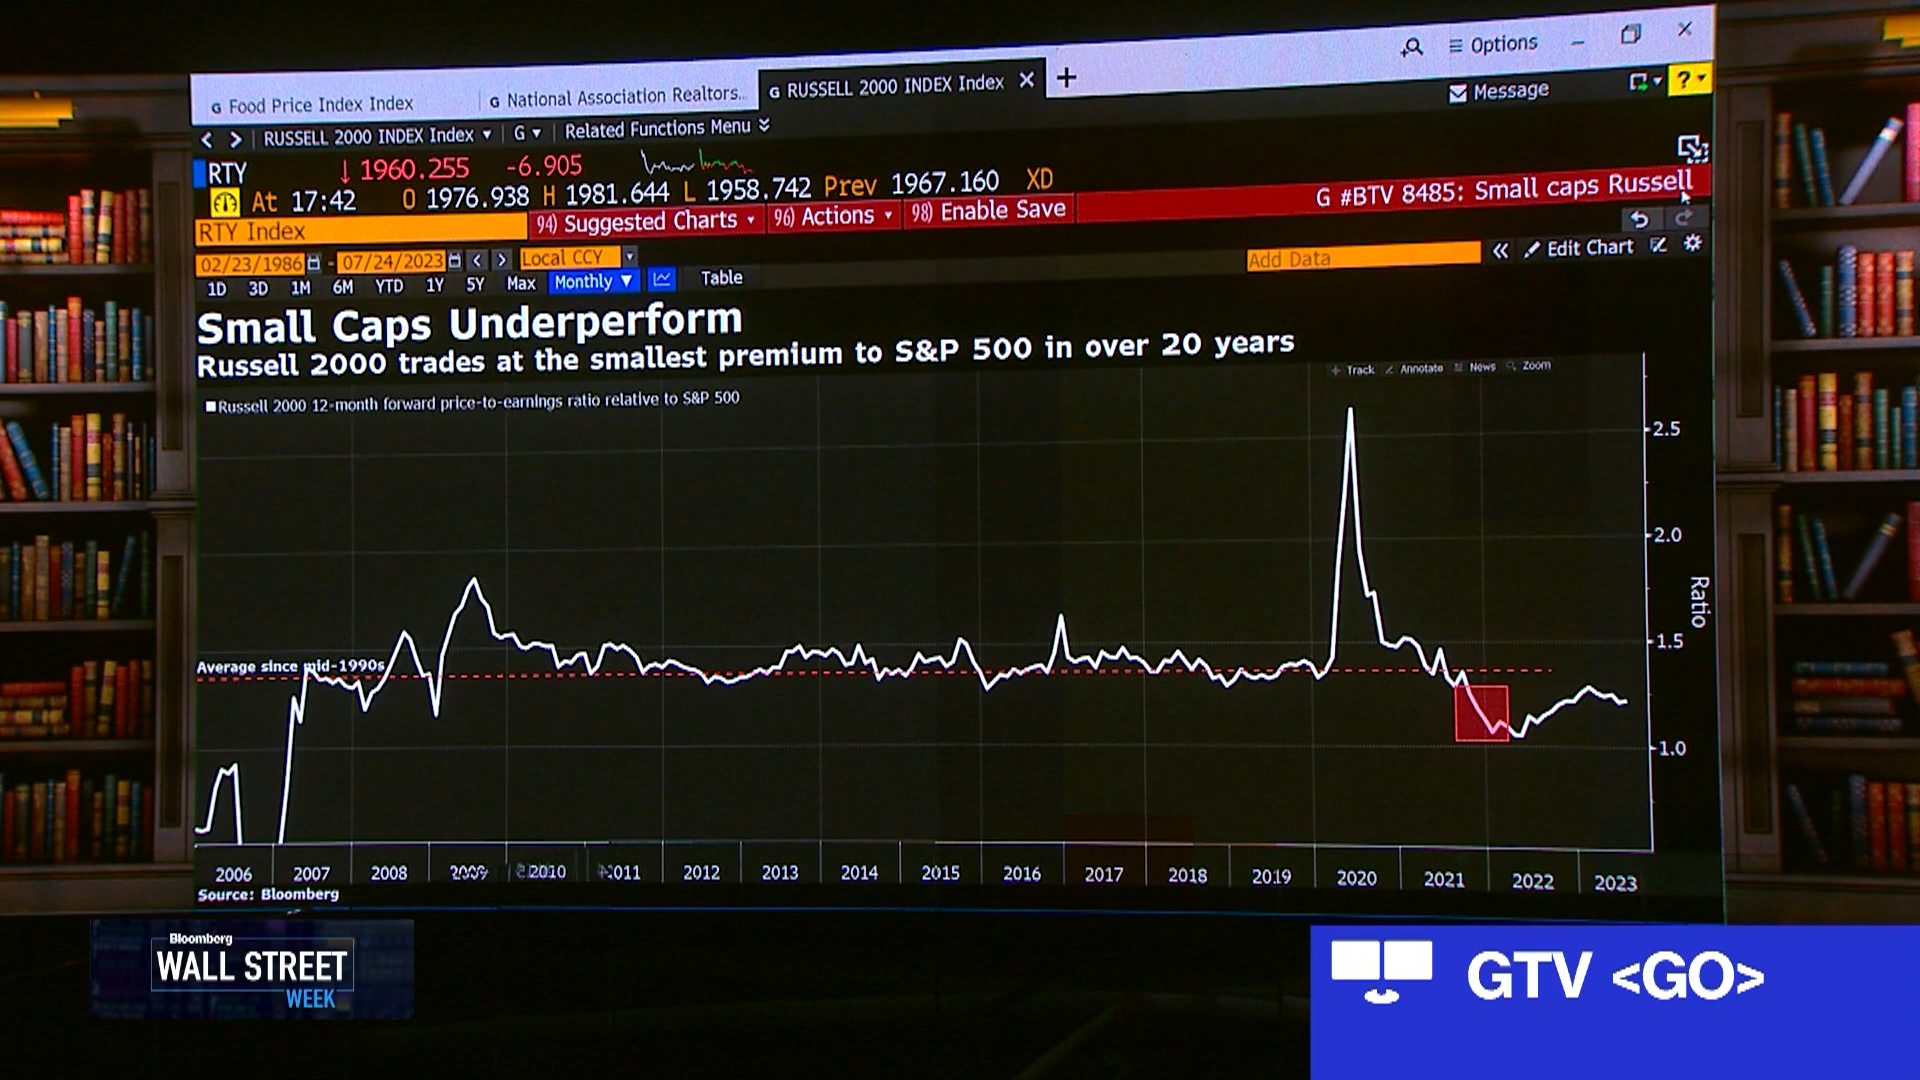 Options
Food Price Index Index
National Association Realtors..
RUSSELL 2000 INDEX Index
Message
?
RUSSELL 2000 INDEX Index
G
Related Functions Menu
RTY
↓ 1960.255
-6.905
At 17:42 O 1976.938 H 1981.644 L 1958.742 Prev 1967.160 XD
G #BTV 8485: Small caps Russell
RTY Index
94) Suggested Charts
96) Actions
98) Enable Save
02/23/1986 - 07/24/2023
Local CCY
Add Data
Edit Chart
1D 3D 1M 6M YTD 1Y 5Y Max Monthly ▼ Table
Small Caps Underperform
Russell 2000 trades at the smallest premium to S&P 500 in over 20 years
Track Annotate News Zoom
Russell 2000 12-month forward price-to-earnings ratio relative to S&P 500
2.5
2.0
1.5
1.0
Ratio
Average since mid-1990s
2006 2007 2008 2009 2010 2011 2012 2013 2014 2015 2016 2017 2018 2019 2020 2021 2022 2023
Source: Bloomberg
Bloomberg
WALL STREET
WEEK
GTV <GO>